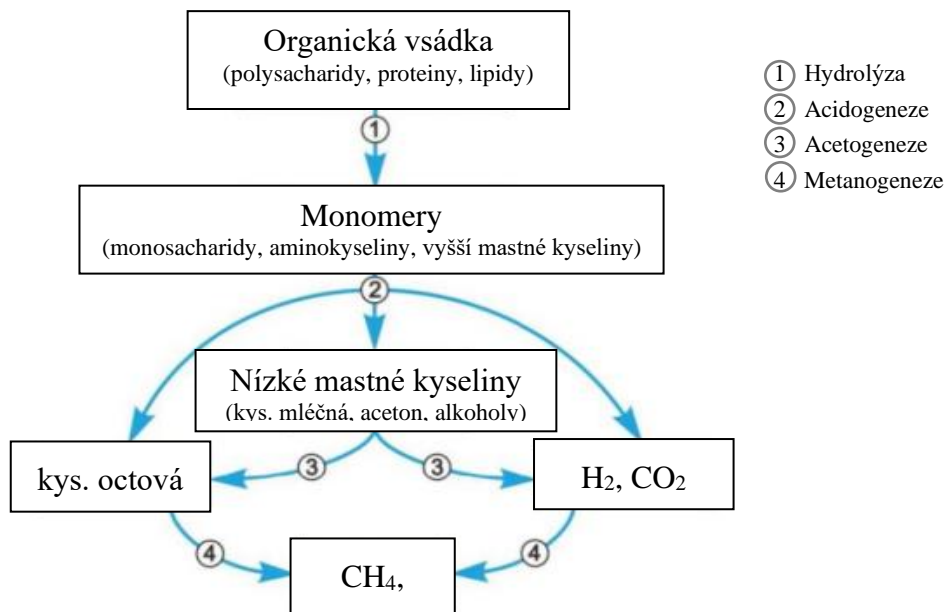 Organická vsádka
(polysacharidy, proteiny, lipidy)
① Hydrolýza
② Acidogeneze
③ Acetogeneze
④ Metanogeneze
①
Monomery
(monosacharidy, aminokyseliny, vyšší mastné kyseliny)
②
Nízké mastné kyseliny
(kys. mléčná, aceton, alkoholy)
kys. octová
③
③
H₂, CO₂
④
④
CH₄,